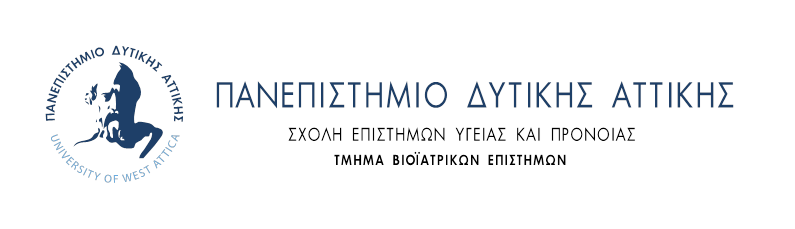 ΠΑΝΕΠΙΣΤΗΜΙΟ ΔΥΤΙΚΗΣ ΑΤΤΙΚΗΣ
UNIVERSITY OF WEST ATTICA
ΠΑΝΕΠΙΣΤΗΜΙΟ ΔΥΤΙΚΗΣ ΑΤΤΙΚΗΣ
ΣΧΟΛΗ ΕΠΙΣΤΗΜΩΝ ΥΓΕΙΑΣ ΚΑΙ ΠΡΟΝΟΙΑΣ
ΤΜΗΜΑ ΒΙΟΪΑΤΡΙΚΩΝ ΕΠΙΣΤΗΜΩΝ